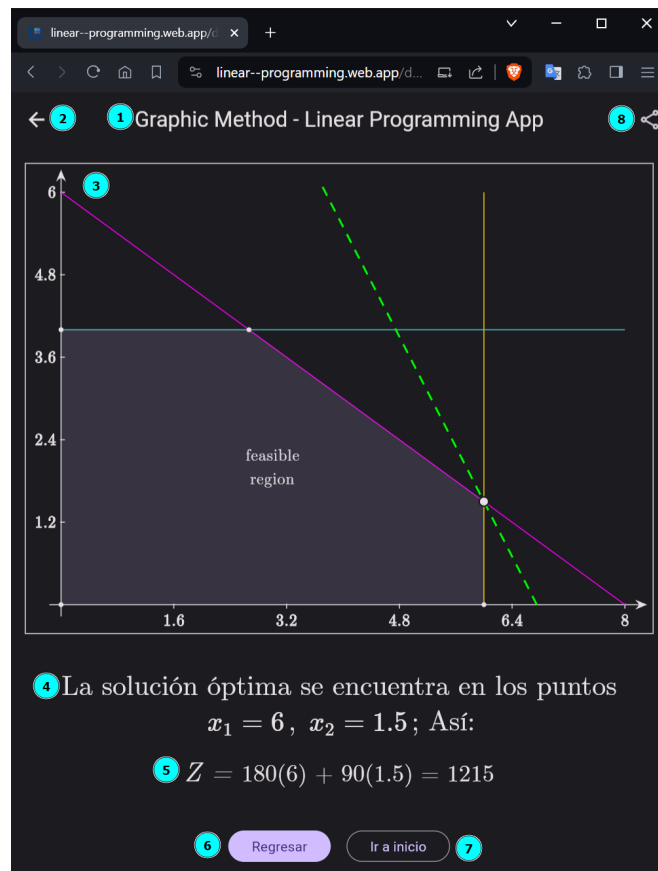 linear--programming.web.app/d
linear--programming.web.app/d...
2
1
Graphic Method - Linear Programming App
8
3
6
4.8
3.6
2.4
1.2
feasible
region
1.6
3.2
4.8
6.4
8
4
La solución óptima se encuentra en los puntos
x₁ = 6, x₂ = 1.5; Así:
5
Z = 180(6) + 90(1.5) = 1215
6
Regresar
Ir a inicio
7